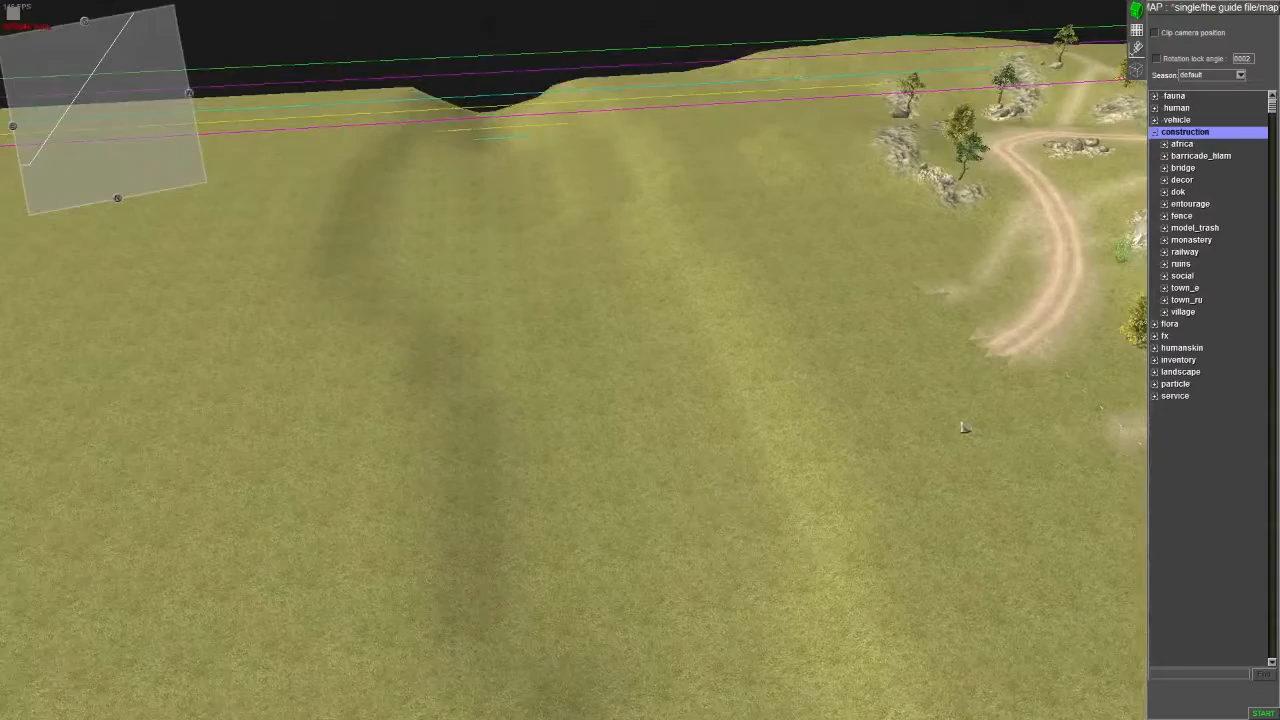 MAP : *single/the guide file/map
Clip camera position
Rotation lock angle : 0002
Season: default
fauna
human
vehicle
construction
africa
barricade_hlam
bridge
decor
dok
entourage
fence
model_trash
monastery
railway
ruins
social
town_e
town_ru
village
flora
fx
humanskin
inventory
landscape
particle
service
START